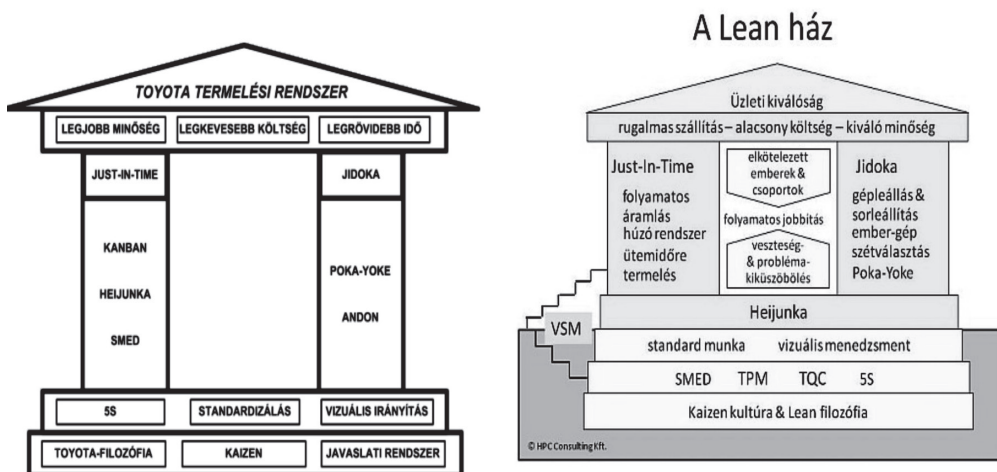 TOYOTA TERMELÉSI RENDSZER
LEGJOBB MINŐSÉG
LEGKEVESEBB KÖLTSÉG
LEGRÖVIDEBB IDŐ
JUST-IN-TIME
KANBAN
HEIJUNKA
SMED
JIDOKA
POKA-YOKE
ANDON
5S
STANDARDIZÁLÁS
VIZUÁLIS IRÁNYÍTÁS
TOYOTA-FILOZÓFIA
KAIZEN
JAVASLATI RENDSZER
A Lean ház
Üzleti kiválóság
rugalmas szállítás – alacsony költség – kiváló minőség
Just-In-Time
folyamatos
áramlás
húzó rendszer
ütemidőre
termelés
elkötelezett
emberek &
csoportok
folyamatos jobbítás
veszteség-
& probléma-
kiküszöbölés
Jidoka
gépleállás &
sorleállítás
ember-gép
szétválasztás
Poka-Yoke
Heijunka
VSM
standard munka vizuális menedzsment
SMED TPM TQC 5S
Kaizen kultúra & Lean filozófia
© HPC Consulting Kft.